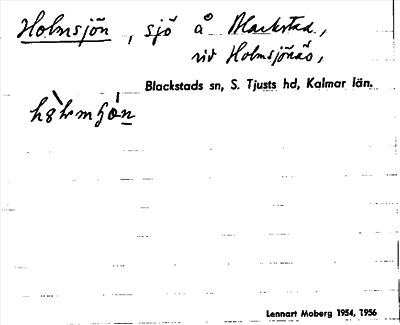 Holmsjön, sjö å Blackstad,
vid Holmsjönäs,
Blackstads sn, S. Tjusts hd, Kalmar län.
Lennart Moberg 1954, 1956